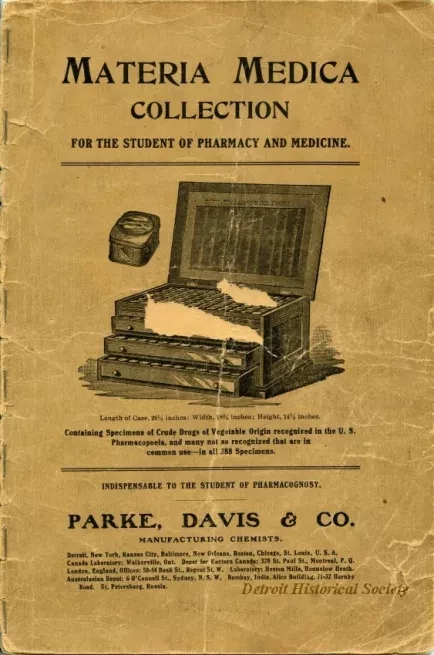 MATERIA MEDICA
COLLECTION
FOR THE STUDENT OF PHARMACY AND MEDICINE.
Length of Case, 28¼ inches; Width, 18¼ inches; Height, 14¼ inches.
Containing Specimens of Crude Drugs of Vegetable Origin recognized in the U. S.
Pharmacopoeia, and many not so recognized that are in
common use—in all 288 Specimens.
INDISPENSABLE TO THE STUDENT OF PHARMACOGNOSY.
PARKE, DAVIS & CO.
MANUFACTURING CHEMISTS.
Detroit, New York, Kansas City, Baltimore, New Orleans, Boston, Chicago, St. Louis, U. S. A.
Canada Laboratory: Walkerville, Ont. Depot for Eastern Canada: 378 St. Paul St., Montreal, P. Q.
London, England, Offices: 50-54 Beak St., Regent St. W. Laboratory: Heston Mills, Hounslow Heath.
Australasian Depot: 6 O'Connell St., Sydney, N. S. W. Bombay, India, Alice Building, 31-32 Hornby
Road. St. Petersburg, Russia.
Detroit Historical Society